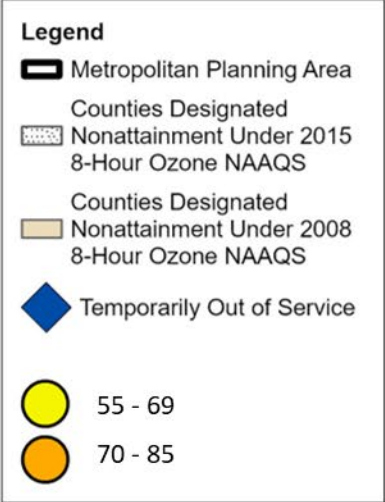 Legend
Metropolitan Planning Area
Counties Designated
Nonattainment Under 2015
8-Hour Ozone NAAQS
Counties Designated
Nonattainment Under 2008
8-Hour Ozone NAAQS
Temporarily Out of Service
55 - 69
70 - 85